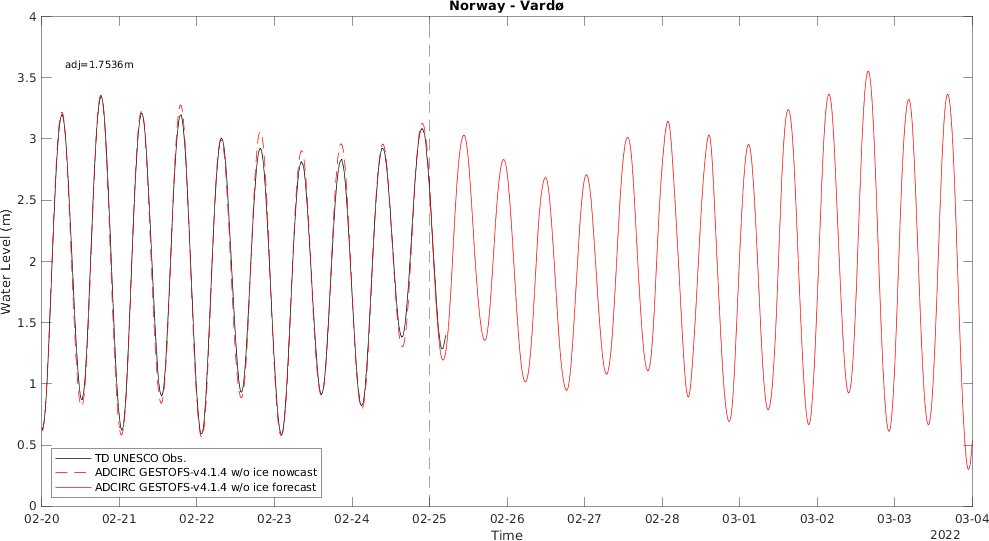 Norway - Vardø
adj=1.7536m
Water Level (m)
4
3.5
3
2.5
2
1.5
1
0.5
0
TD UNESCO Obs.
ADCIRC GESTOFS-v4.1.4 w/o ice nowcast
ADCIRC GESTOFS-v4.1.4 w/o ice forecast
02-20 02-21 02-22 02-23 02-24 02-25 02-26 02-27 02-28 03-01 03-02 03-03 03-04
Time
2022